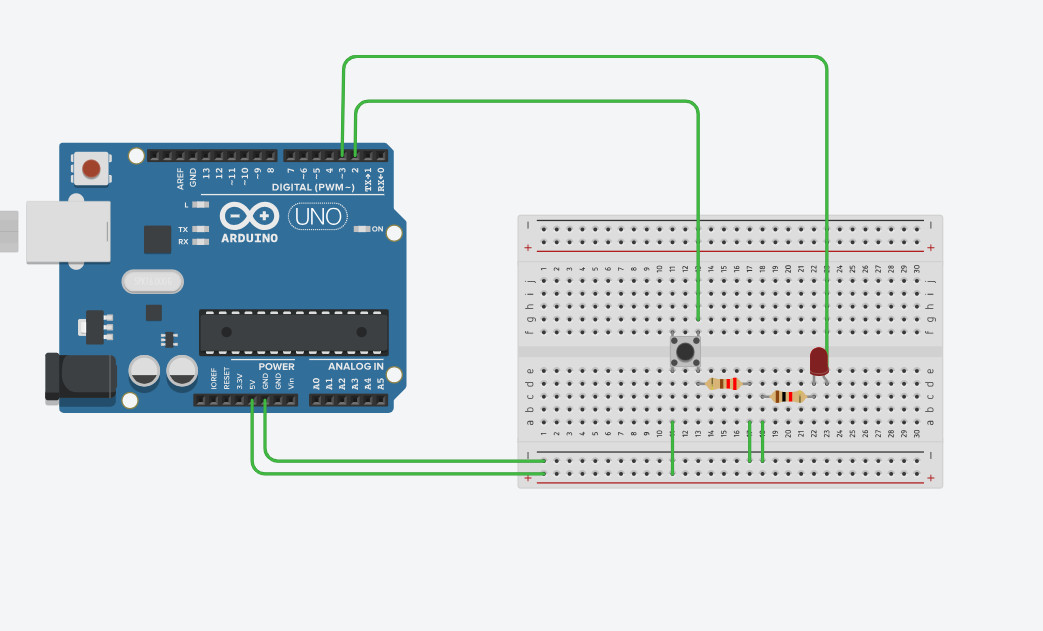 AREF GND 13 12 ~11 ~10 ~9 8 7 ~6 ~5 4 ~3 2 TX→1 RX←0
DIGITAL (PWM~)
L
TX
RX
UNO
ON
ARDUINO
POWER ANALOG IN
IOREF RESET 3.3V 5V GND GND Vin A0 A1 A2 A3 A4 A5
− −
+ +
1 2 3 4 5 6 7 8 9 10 11 12 13 14 15 16 17 18 19 20 21 22 23 24 25 26 27 28 29 30
j j
i i
h h
g g
f f
e e
d d
c c
b b
a a
1 2 3 4 5 6 7 8 9 10 11 12 13 14 15 16 17 18 19 20 21 22 23 24 25 26 27 28 29 30
− −
+ +